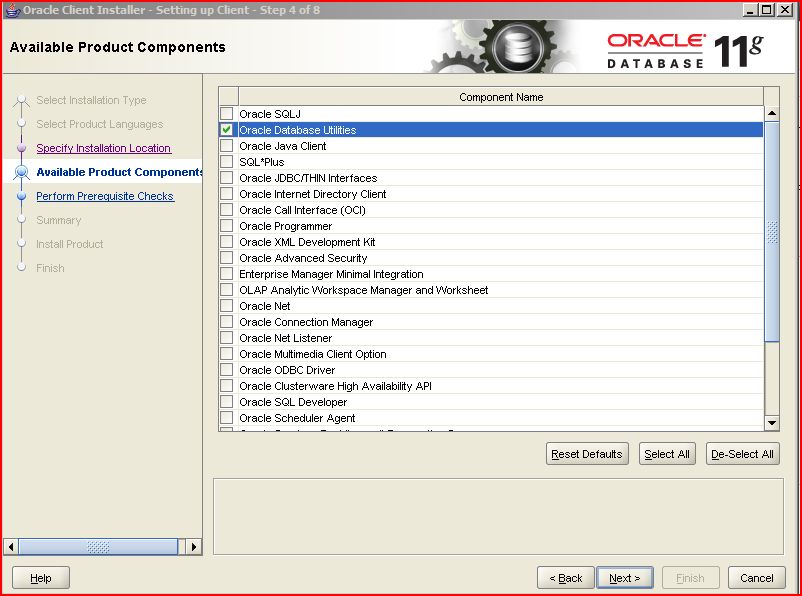 Oracle Client Installer - Setting up Client - Step 4 of 8
Available Product Components
ORACLE®
DATABASE
11g
Select Installation Type
Select Product Languages
Specify Installation Location
Available Product Components
Perform Prerequisite Checks
Summary
Install Product
Finish
Component Name
Oracle SQLJ
Oracle Database Utilities
Oracle Java Client
SQL*Plus
Oracle JDBC/THIN Interfaces
Oracle Internet Directory Client
Oracle Call Interface (OCI)
Oracle Programmer
Oracle XML Development Kit
Oracle Advanced Security
Enterprise Manager Minimal Integration
OLAP Analytic Workspace Manager and Worksheet
Oracle Net
Oracle Connection Manager
Oracle Net Listener
Oracle Multimedia Client Option
Oracle ODBC Driver
Oracle Clusterware High Availability API
Oracle SQL Developer
Oracle Scheduler Agent
Reset Defaults
Select All
De-Select All
Help
< Back
Next >
Finish
Cancel